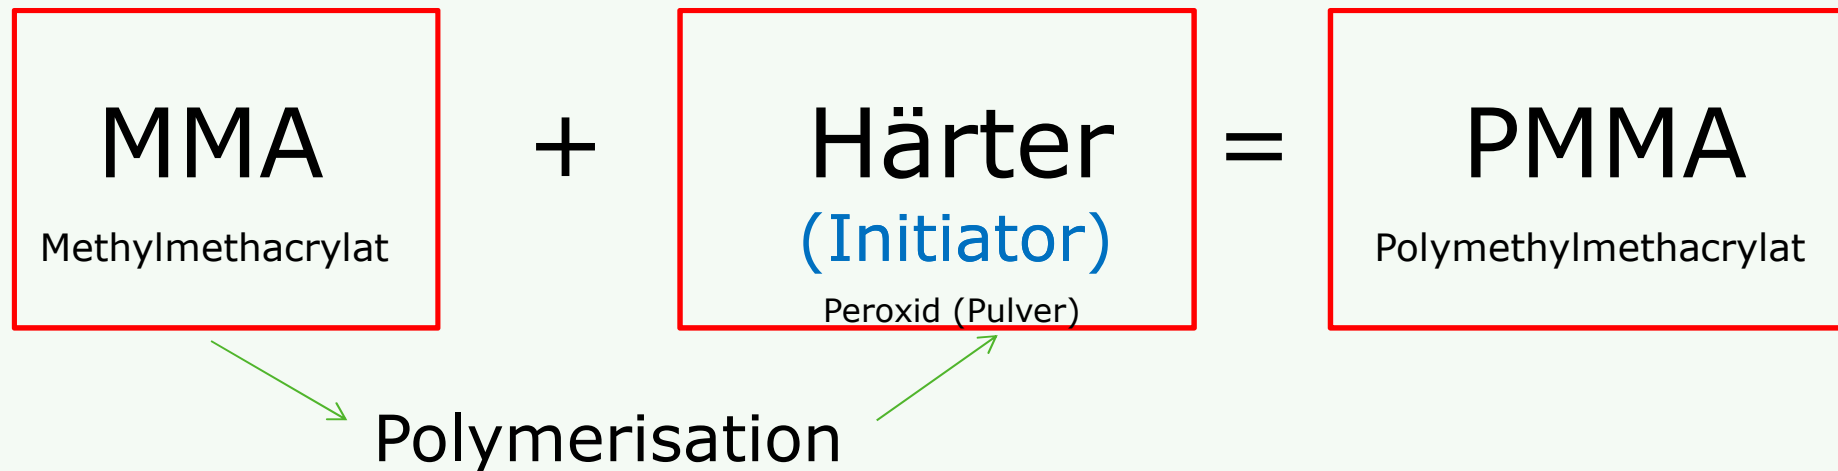 MMA + Härter = PMMA
Methylmethacrylat (Initiator) Polymethylmethacrylat
Peroxid (Pulver)
Polymerisation